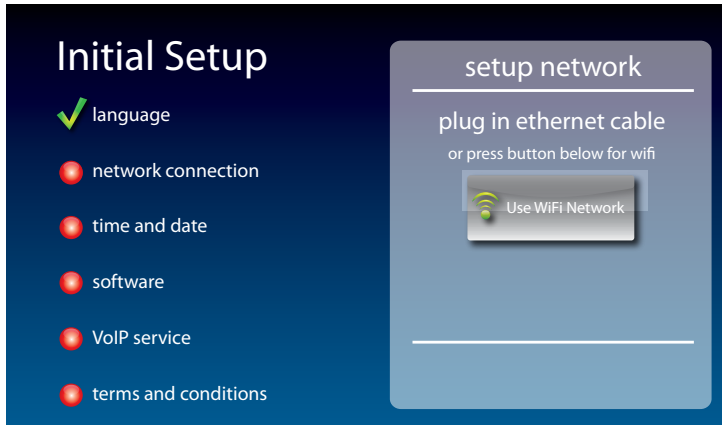 Initial Setup
language
network connection
time and date
software
VoIP service
terms and conditions
setup network
plug in ethernet cable
or press button below for wifi
Use WiFi Network